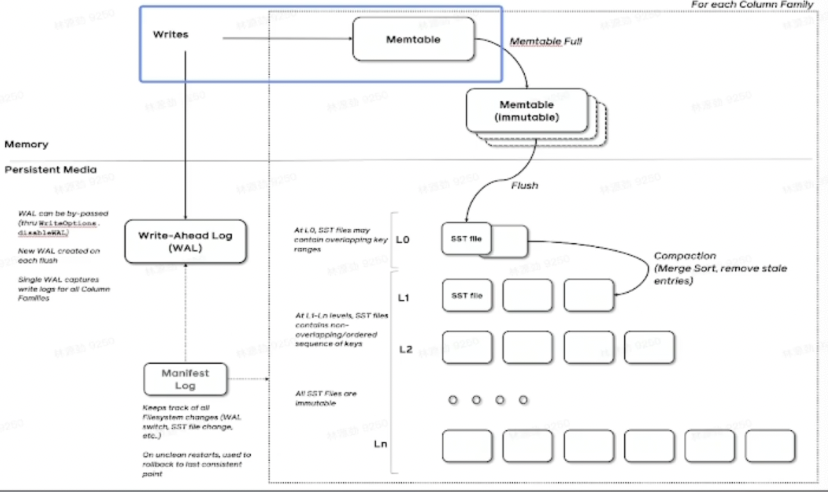 For each Column Family
Writes
Memtable
Memtable Full
Memtable
(immutable)
Memory
Persistent Media
Flush
WAL can be by-passed
(thru WriteOptions.
disableWAL)
New WAL created on
each flush
Single WAL captures
write logs for all Column
Families
Write-Ahead Log
(WAL)
At L0, SST files may
contain overlapping key
ranges
L0
SST file
Compaction
(Merge Sort, remove stale
entries)
L1
SST file
At L1-Ln levels, SST files
contains non-
overlapping/ordered
sequence of keys
L2
Manifest
Log
All SST Files are
immutable
Keeps track of all
Filesystem changes (WAL
switch, SST file change,
etc.)
Ln
On unclean restarts, used to
rollback to last consistent
point